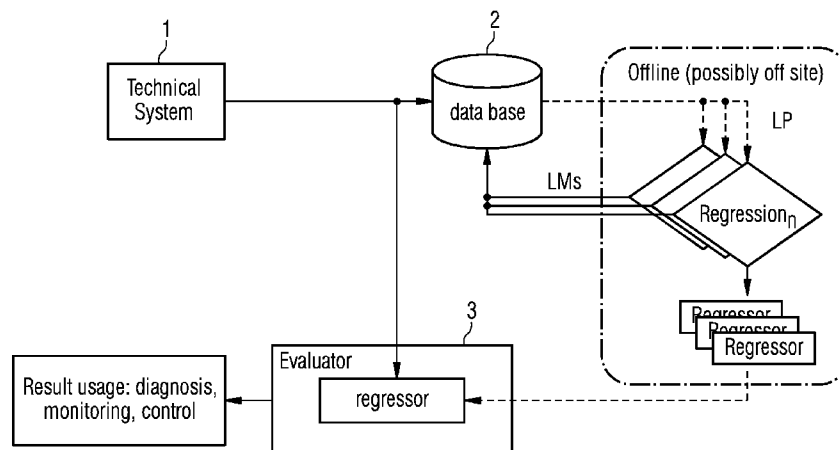 1
2
Technical
System
data base
Offline (possibly off site)
LP
LMs
Regressionn
Regressor
Regressor
Regressor
3
Evaluator
regressor
Result usage: diagnosis,
monitoring, control